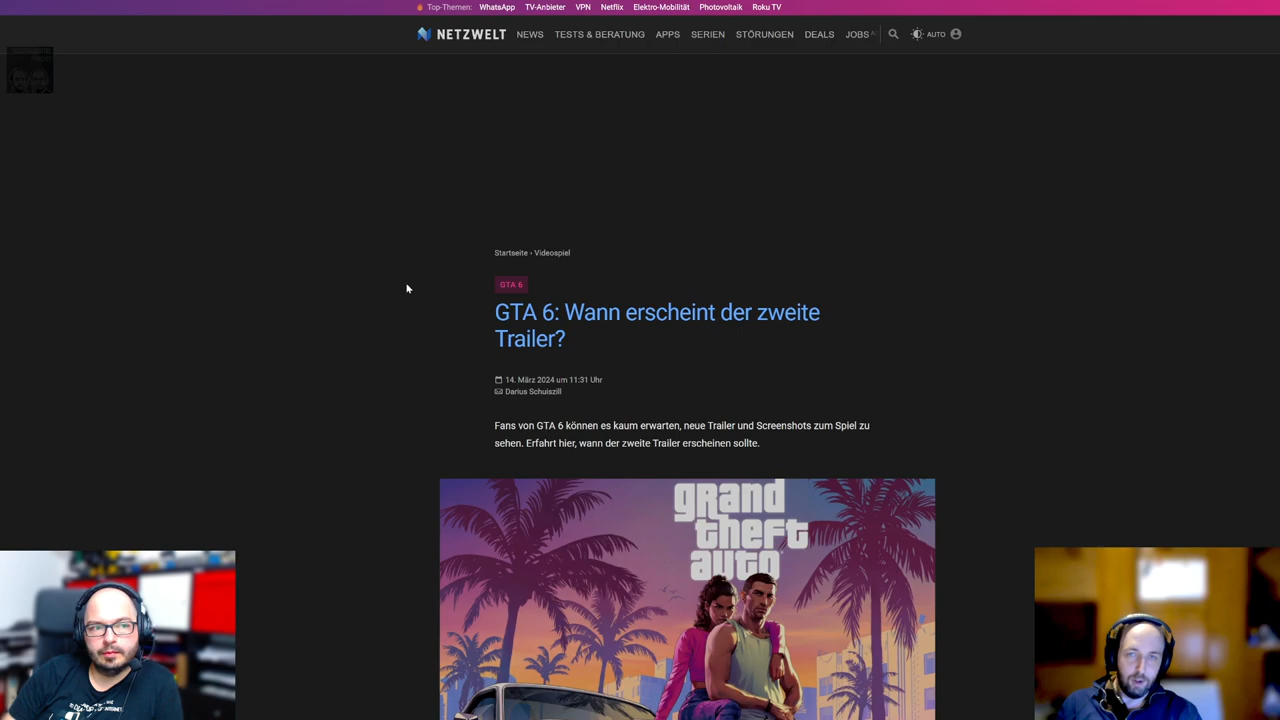 Top-Themen: WhatsApp TV-Anbieter VPN Netflix Elektro-Mobilität Photovoltaik Roku TV
NETZWELT NEWS TESTS & BERATUNG APPS SERIEN STÖRUNGEN DEALS JOBS AUTO
Startseite › Videospiel
GTA 6
GTA 6: Wann erscheint der zweite
Trailer?
14. März 2024 um 11:31 Uhr
Darius Schuiszill
Fans von GTA 6 können es kaum erwarten, neue Trailer und Screenshots zum Spiel zu
sehen. Erfahrt hier, wann der zweite Trailer erscheinen sollte.
grand
theft
auto